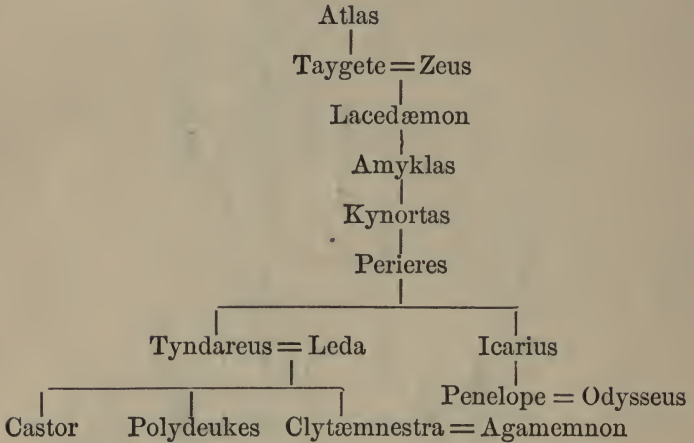 Atlas
Taygete = Zeus
Lacedæmon
Amyklas
Kynortas
Perieres
Tyndareus = Leda Icarius
Penelope = Odysseus
Castor Polydeukes Clytæmnestra = Agamemnon